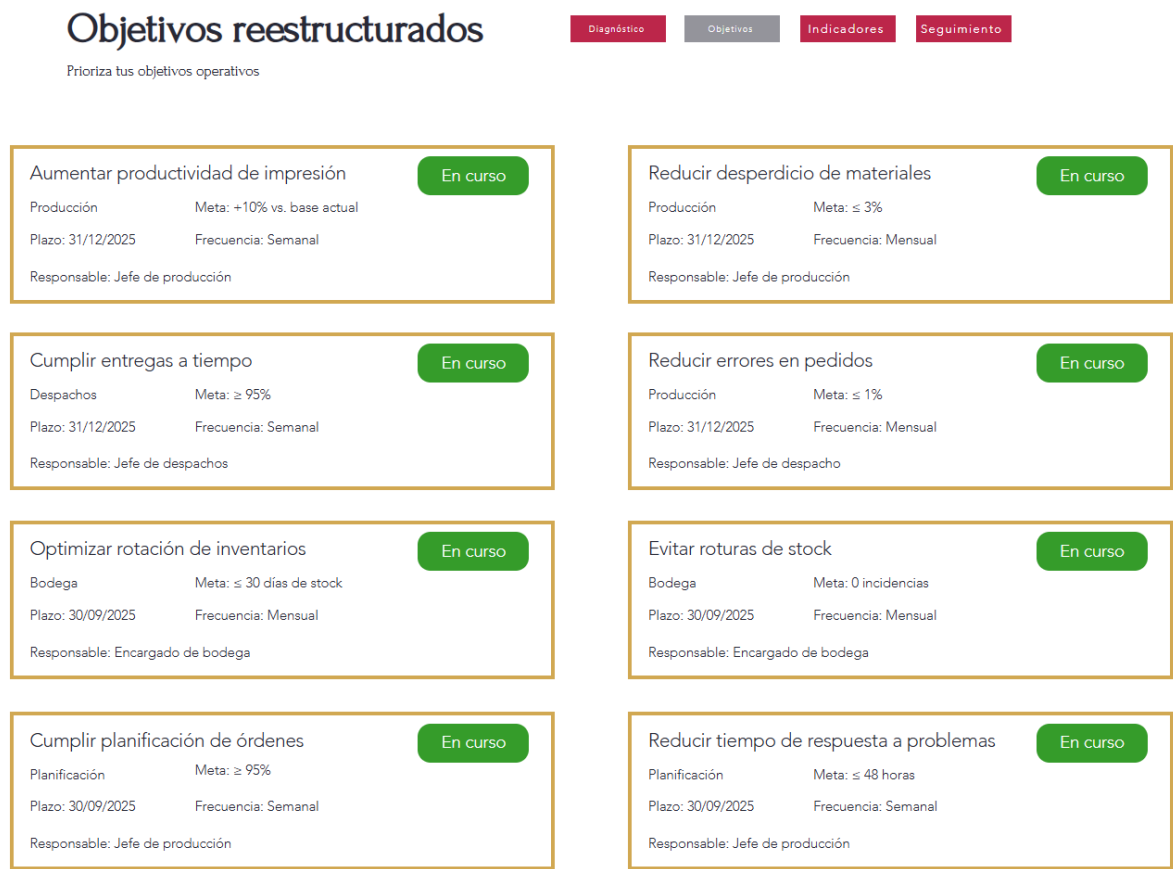 Objetivos reestructurados
Diagnóstico
Objetivos
Indicadores
Seguimiento
Prioriza tus objetivos operativos
Aumentar productividad de impresión
En curso
Producción
Meta: +10% vs. base actual
Plazo: 31/12/2025
Frecuencia: Semanal
Responsable: Jefe de producción
Reducir desperdicio de materiales
En curso
Producción
Meta: ≤ 3%
Plazo: 31/12/2025
Frecuencia: Mensual
Responsable: Jefe de producción
Cumplir entregas a tiempo
En curso
Despachos
Meta: ≥ 95%
Plazo: 31/12/2025
Frecuencia: Semanal
Responsable: Jefe de despachos
Reducir errores en pedidos
En curso
Producción
Meta: ≤ 1%
Plazo: 31/12/2025
Frecuencia: Mensual
Responsable: Jefe de despacho
Optimizar rotación de inventarios
En curso
Bodega
Meta: ≤ 30 días de stock
Plazo: 30/09/2025
Frecuencia: Mensual
Responsable: Encargado de bodega
Evitar roturas de stock
En curso
Bodega
Meta: 0 incidencias
Plazo: 30/09/2025
Frecuencia: Mensual
Responsable: Encargado de bodega
Cumplir planificación de órdenes
En curso
Planificación
Meta: ≥ 95%
Plazo: 30/09/2025
Frecuencia: Semanal
Responsable: Jefe de producción
Reducir tiempo de respuesta a problemas
En curso
Planificación
Meta: ≤ 48 horas
Plazo: 30/09/2025
Frecuencia: Semanal
Responsable: Jefe de producción